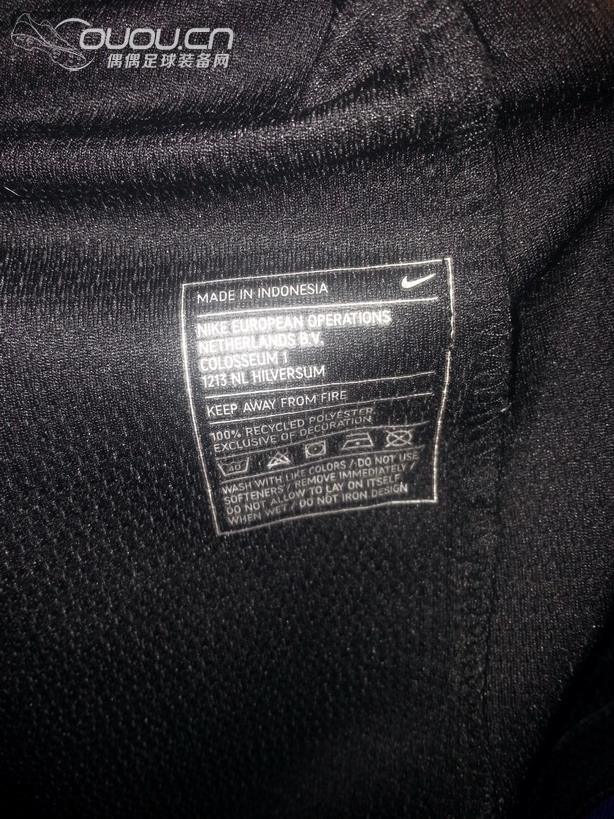 OUOU.CN
偶偶足球装备网
MADE IN INDONESIA
NIKE EUROPEAN OPERATIONS
NETHERLANDS B.V.
COLOSSEUM 1
1213 NL HILVERSUM
KEEP AWAY FROM FIRE
100% RECYCLED POLYESTER
EXCLUSIVE OF DECORATION
40
WASH WITH LIKE COLORS / DO NOT USE
SOFTENERS / REMOVE IMMEDIATELY /
DO NOT ALLOW TO LAY ON ITSELF
WHEN WET / DO NOT IRON DESIGN